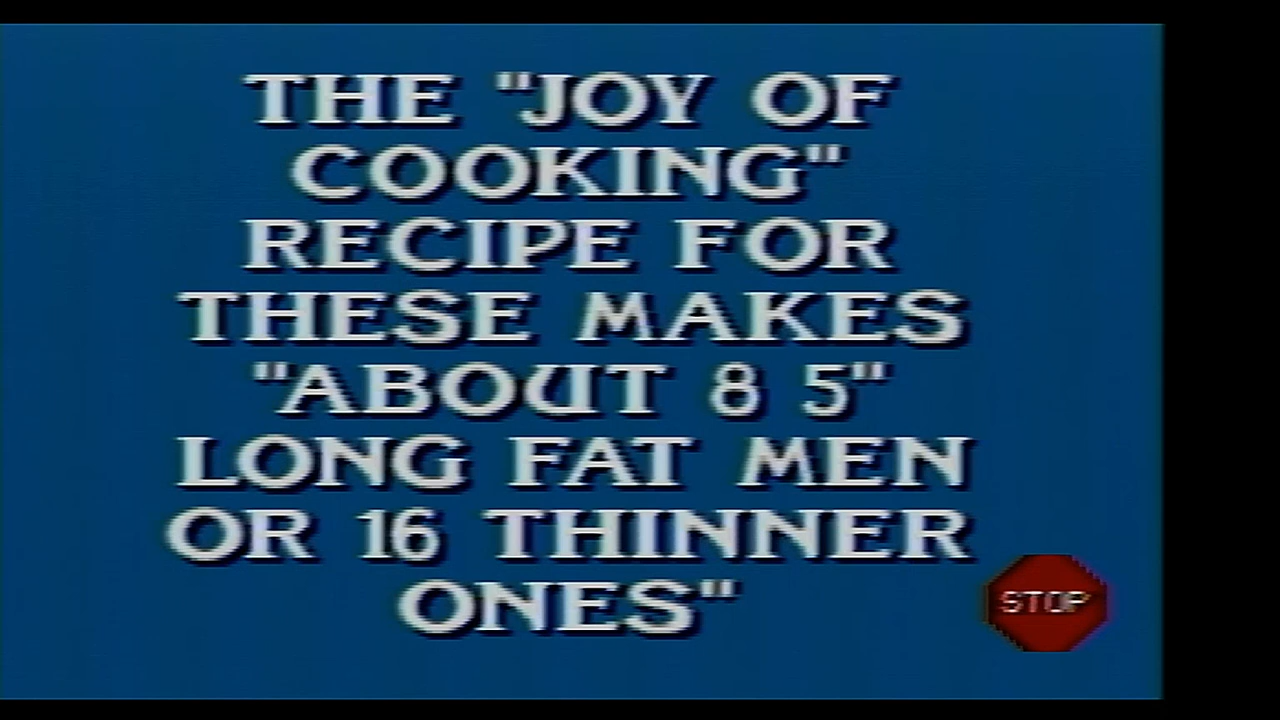 THE "JOY OF
COOKING"
RECIPE FOR
THESE MAKES
"ABOUT 8 5"
LONG FAT MEN
OR 16 THINNER
ONES"
STOP